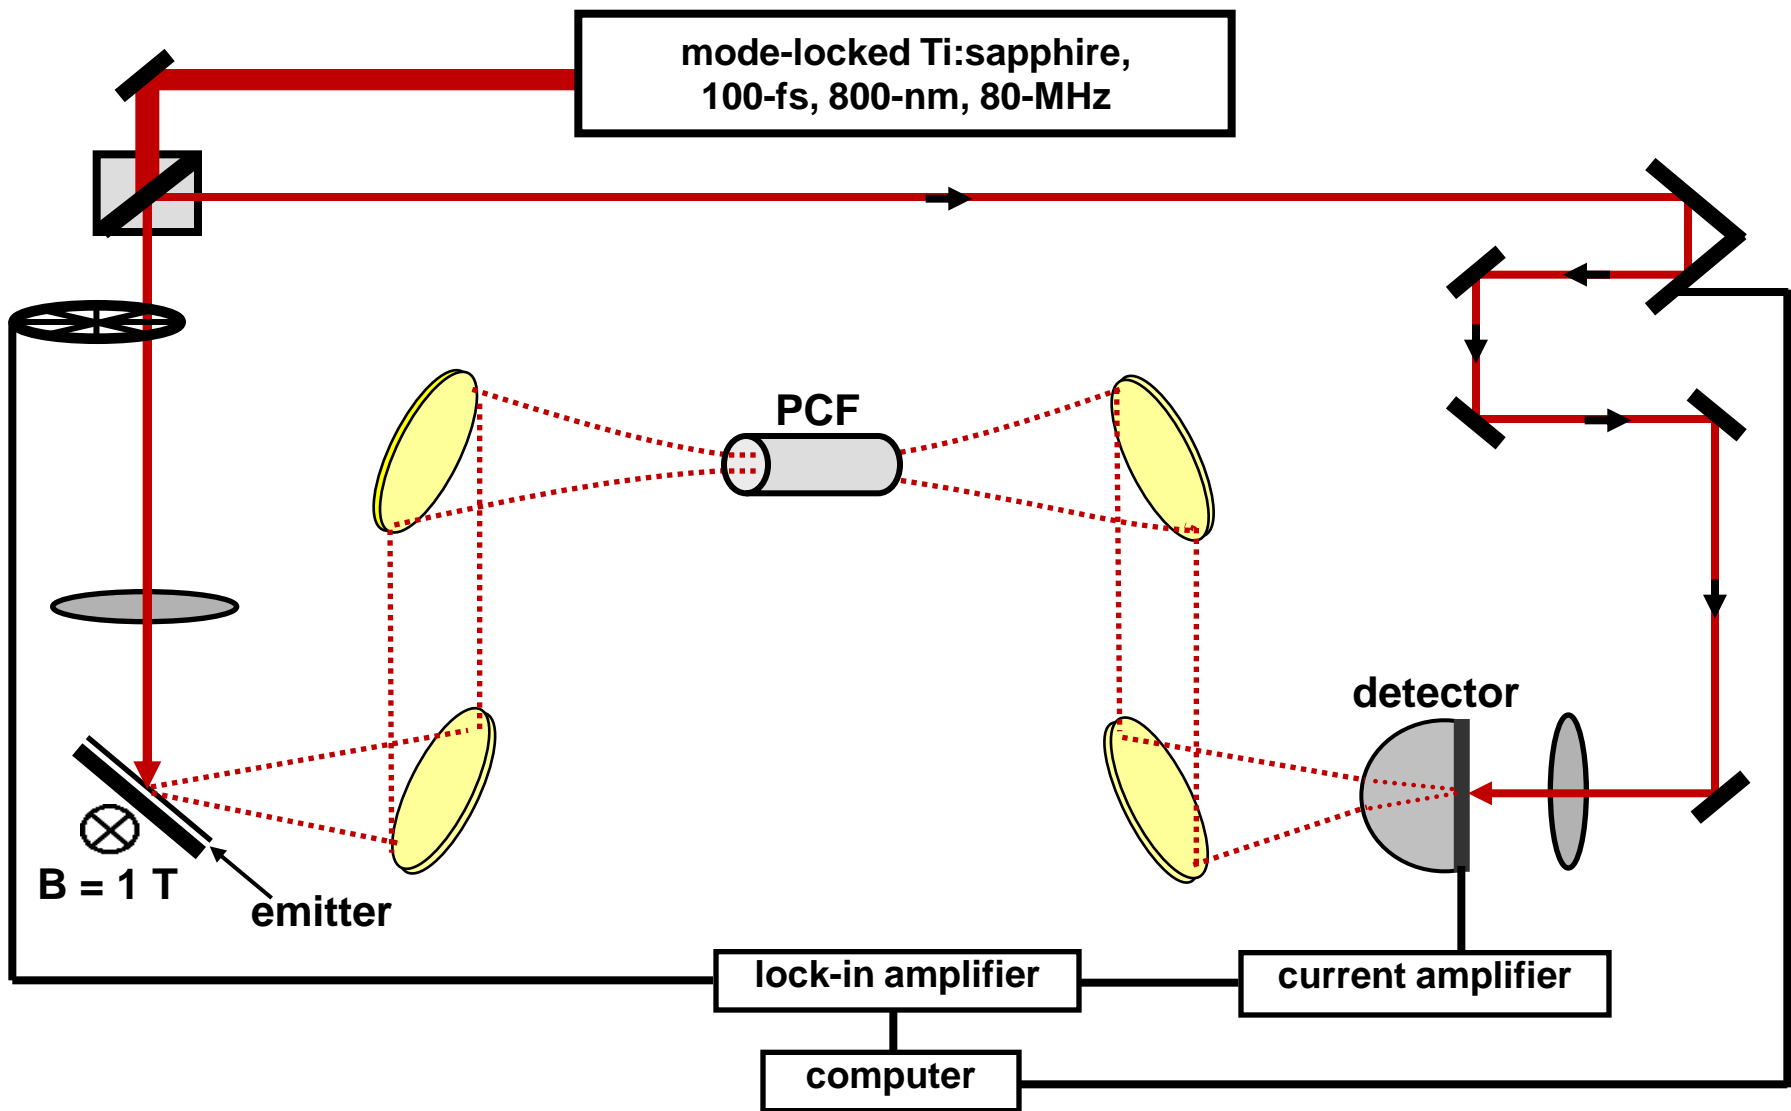 mode-locked Ti:sapphire,
100-fs, 800-nm, 80-MHz
PCF
detector
B = 1 T
emitter
lock-in amplifier
current amplifier
computer